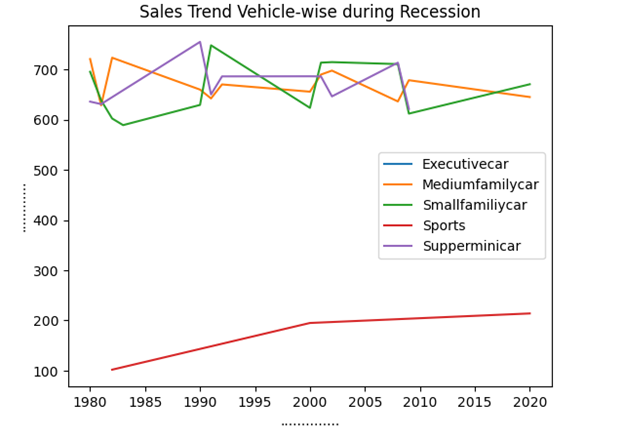 Sales Trend Vehicle-wise during Recession
700
600
500
400
300
200
100
..............
Executivecar
Mediumfamilycar
Smallfamiliycar
Sports
Supperminicar
1980 1985 1990 1995 2000 2005 2010 2015 2020
..............